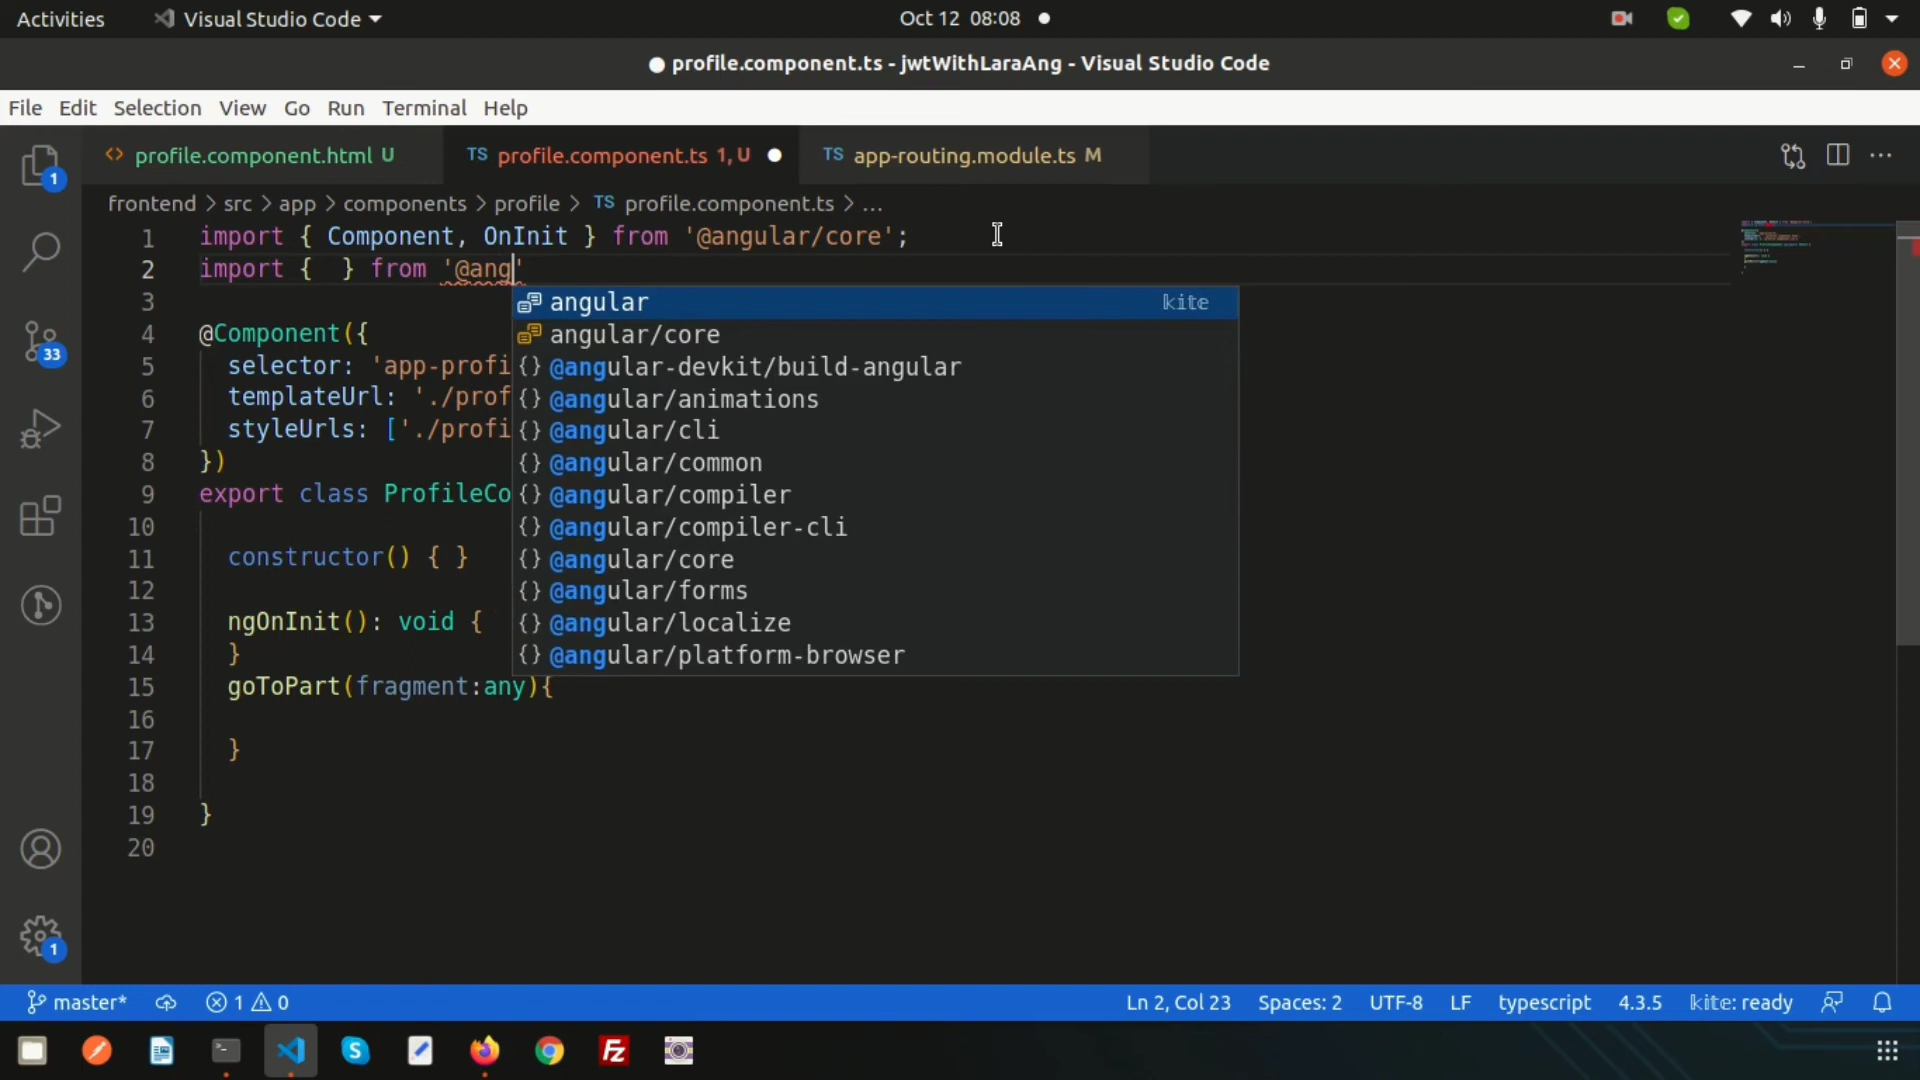 Activities Visual Studio Code Oct 12 08:08
profile.component.ts - jwtWithLaraAng - Visual Studio Code
File Edit Selection View Go Run Terminal Help
profile.component.html U TS profile.component.ts 1, U TS app-routing.module.ts M
frontend > src > app > components > profile > TS profile.component.ts > ...
1 import { Component, OnInit } from '@angular/core';
2 import {  } from '@ang'
3
4 @Component({
5 selector: 'app-profi
6 templateUrl: './prof
7 styleUrls: ['./profi
8 })
9 export class ProfileCo
10
11 constructor() { }
12
13 ngOnInit(): void {
14 }
15 goToPart(fragment:any){
16
17 }
18
19 }
20
angular kite
angular/core
{} @angular-devkit/build-angular
{} @angular/animations
{} @angular/cli
{} @angular/common
{} @angular/compiler
{} @angular/compiler-cli
{} @angular/core
{} @angular/forms
{} @angular/localize
{} @angular/platform-browser
1
33
1
master* 1 0 Ln 2, Col 23 Spaces: 2 UTF-8 LF typescript 4.3.5 kite: ready
S Fz